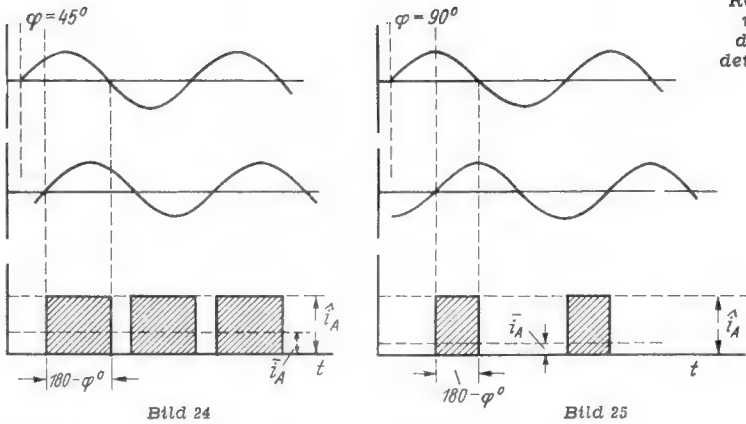 φ=45°
î_A
ī_A
t
180-φ°
Bild 24
φ=90°
ī_A
î_A
t
180-φ°
Bild 25